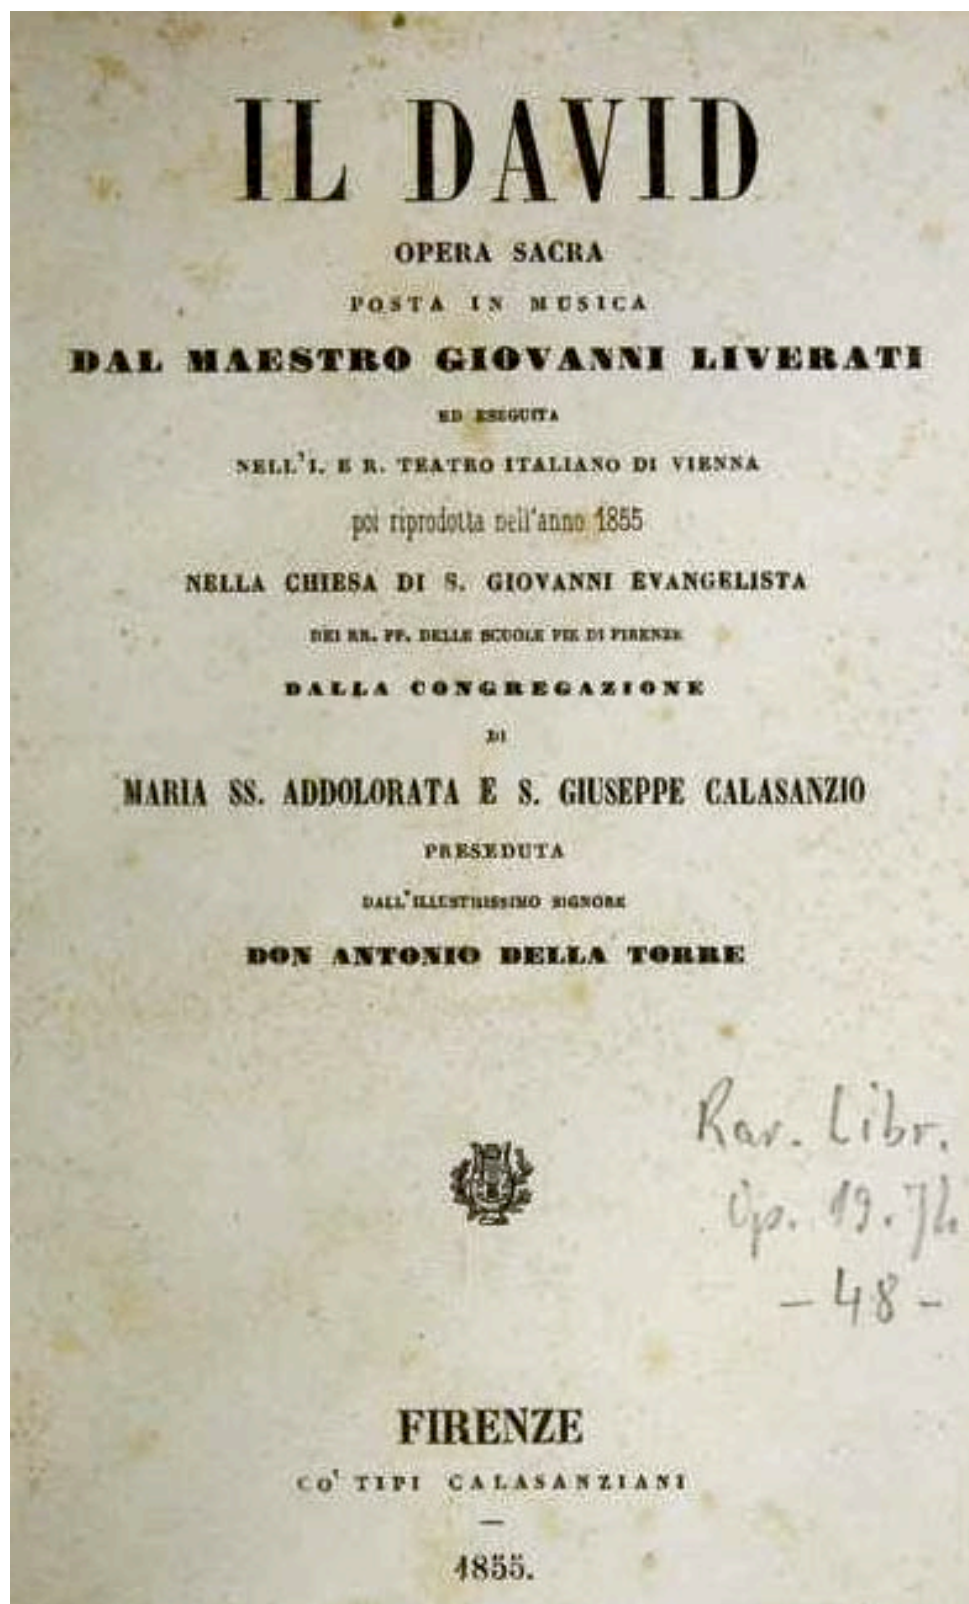 IL DAVID
OPERA SACRA
POSTA IN MUSICA
DAL MAESTRO GIOVANNI LIVERATI
ED ESEGUITA
NELL'I. E R. TEATRO ITALIANO DI VIENNA
poi riprodotta nell'anno 1855
NELLA CHIESA DI S. GIOVANNI EVANGELISTA
DEI RR. PP. DELLE SCUOLE PIE DI FIRENZE
DALLA CONGREGAZIONE
DI
MARIA SS. ADDOLORATA E S. GIUSEPPE CALASANZIO
PRESEDUTA
DALL'ILLUSTRISSIMO SIGNORE
DON ANTONIO DELLA TORRE
Rav. Libr.
Op. 19.
- 48 -
FIRENZE
CO' TIPI CALASANZIANI
1855.